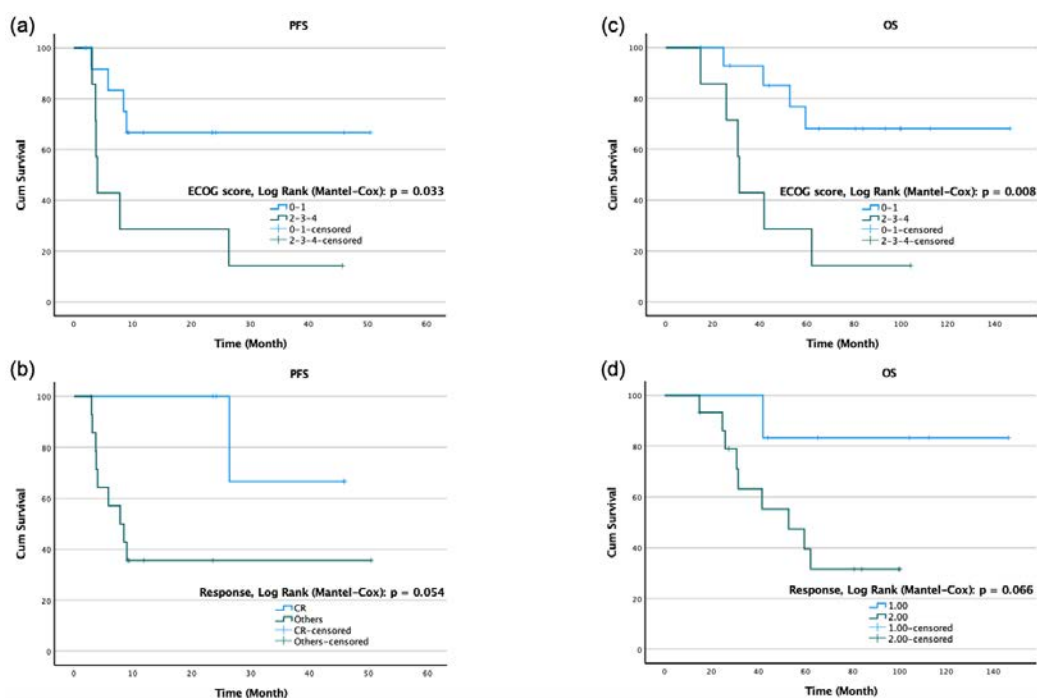 (a)
PFS
100
80
60
40
20
0
Cum Survival
ECOG score, Log Rank (Mantel-Cox): p = 0.033
0-1
2-3-4
0-1-censored
2-3-4-censored
0 10 20 30 40 50 60
Time (Month)
(c)
OS
100
80
60
40
20
0
Cum Survival
ECOG score, Log Rank (Mantel-Cox): p = 0.008
0-1
2-3-4
0-1-censored
2-3-4-censored
0 20 40 60 80 100 120 140
Time (Month)
(b)
PFS
100
80
60
40
20
0
Cum Survival
Response, Log Rank (Mantel-Cox): p = 0.054
CR
Others
CR-censored
Others-censored
0 10 20 30 40 50 60
Time (Month)
(d)
OS
100
80
60
40
20
0
Cum Survival
Response, Log Rank (Mantel-Cox): p = 0.066
1.00
2.00
1.00-censored
2.00-censored
0 20 40 60 80 100 120 140
Time (Month)